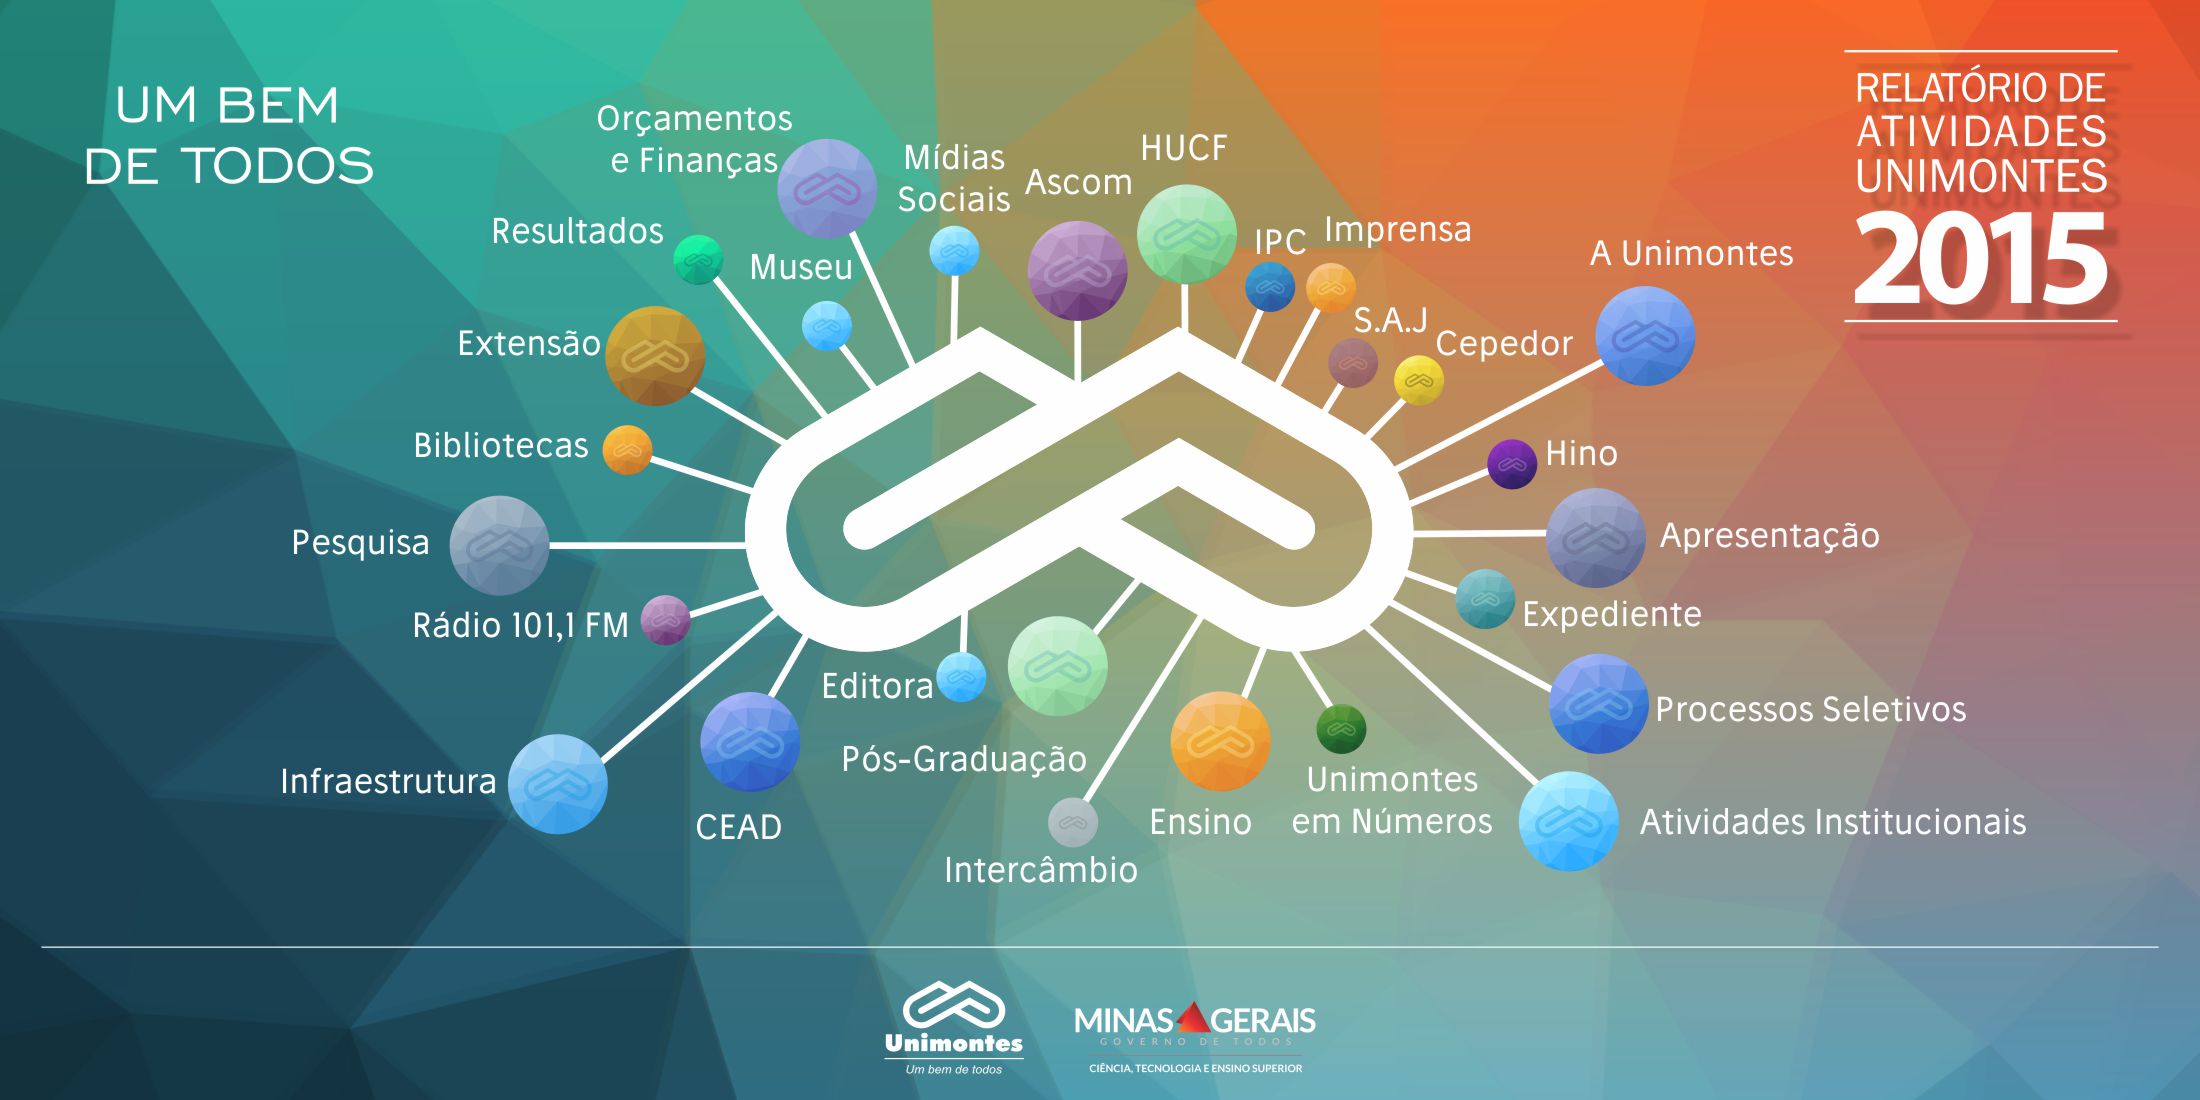 UM BEM
DE TODOS
RELATÓRIO DE
ATIVIDADES
UNIMONTES
2015
Orçamentos
e Finanças
Mídias
Sociais
Ascom
HUCF
IPC
Imprensa
Resultados
Museu
S.A.J
Cepedor
A Unimontes
Extensão
Bibliotecas
Hino
Pesquisa
Apresentação
Rádio 101,1 FM
Expediente
Editora
Processos Seletivos
Pós-Graduação
Infraestrutura
CEAD
Intercâmbio
Ensino
Unimontes
em Números
Atividades Institucionais
Unimontes
Um bem de todos
MINAS GERAIS
GOVERNO DE TODOS
CIÊNCIA, TECNOLOGIA E ENSINO SUPERIOR